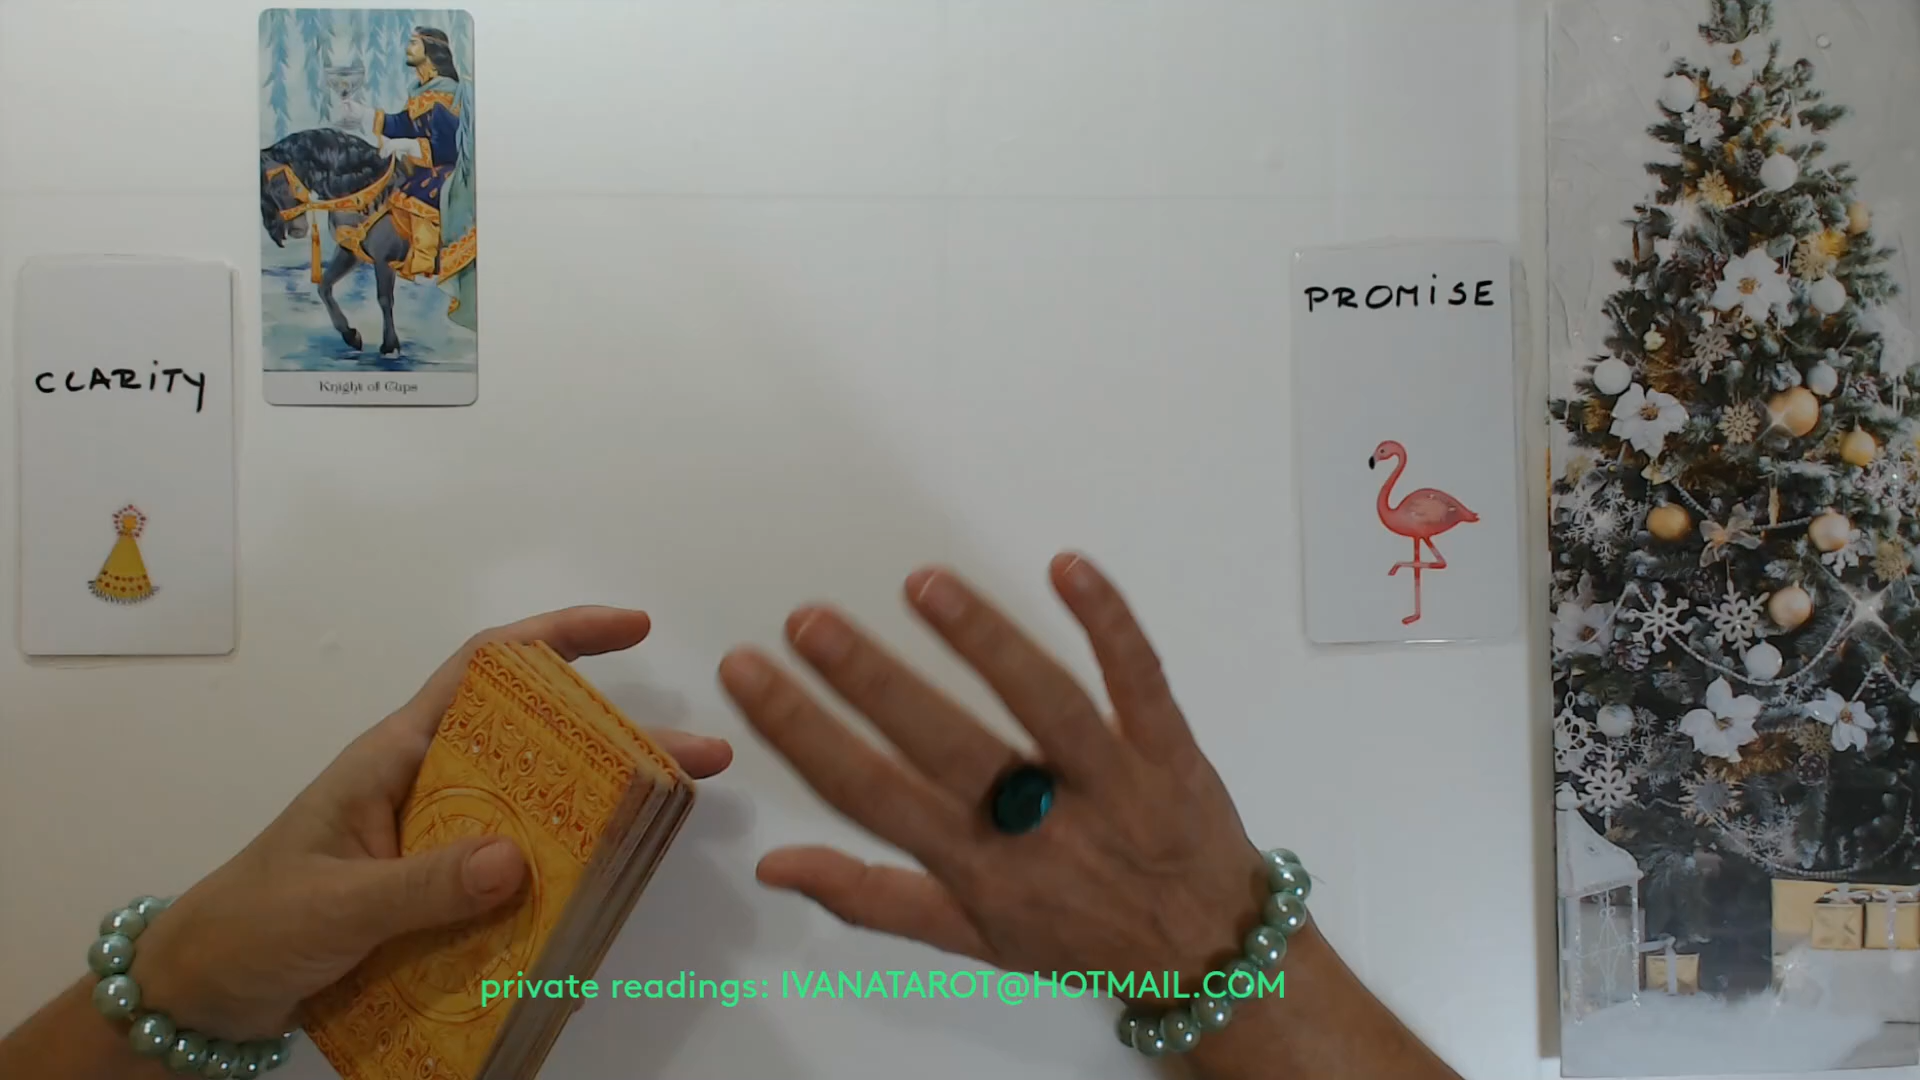 CLARiTY
Knight of Cups
PROMiSE
private readings: IVANATAROT@HOTMAIL.COM